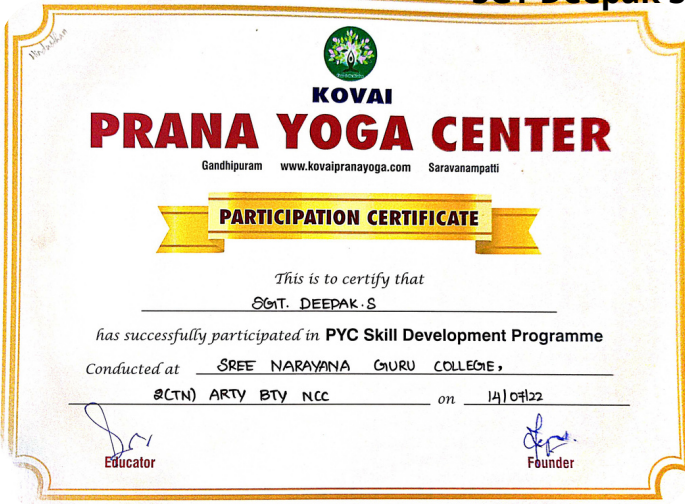 SGT Deepak S
KOVAI
PRANA YOGA CENTER
Gandhipuram www.kovaipranayoga.com Saravanampatti
PARTICIPATION CERTIFICATE
This is to certify that
SGT. DEEPAK.S
has successfully participated in PYC Skill Development Programme
Conducted at SREE NARAYANA GURU COLLEGE,
2(TN) ARTY BTY NCC on 14/07/22
Educator Founder